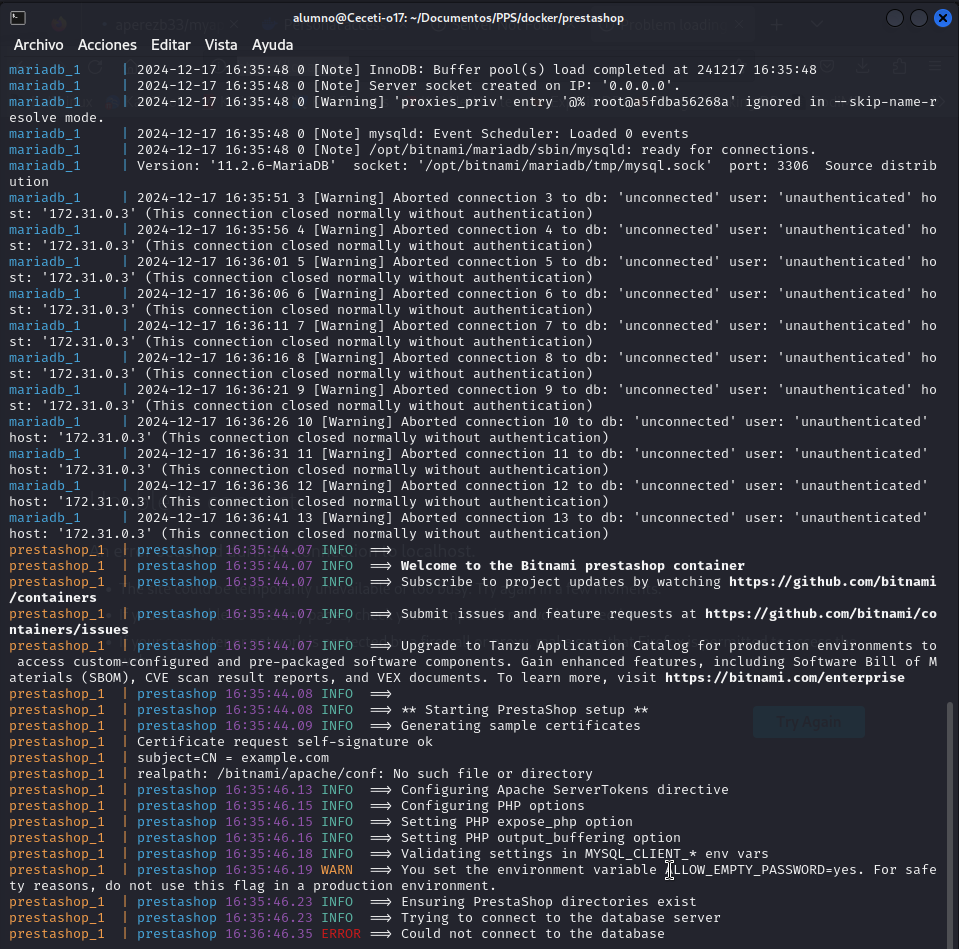 alumno@Ceceti-o17: ~/Documentos/PPS/docker/prestashop
Archivo Acciones Editar Vista Ayuda
mariadb_1 | 2024-12-17 16:35:48 0 [Note] InnoDB: Buffer pool(s) load completed at 241217 16:35:48
mariadb_1 | 2024-12-17 16:35:48 0 [Note] Server socket created on IP: '0.0.0.0'.
mariadb_1 | 2024-12-17 16:35:48 0 [Warning] 'proxies_priv' entry '@% root@a5fdba56268a' ignored in --skip-name-r
esolve mode.
mariadb_1 | 2024-12-17 16:35:48 0 [Note] mysqld: Event Scheduler: Loaded 0 events
mariadb_1 | 2024-12-17 16:35:48 0 [Note] /opt/bitnami/mariadb/sbin/mysqld: ready for connections.
mariadb_1 | Version: '11.2.6-MariaDB' socket: '/opt/bitnami/mariadb/tmp/mysql.sock' port: 3306 Source distrib
ution
mariadb_1 | 2024-12-17 16:35:51 3 [Warning] Aborted connection 3 to db: 'unconnected' user: 'unauthenticated' ho
st: '172.31.0.3' (This connection closed normally without authentication)
mariadb_1 | 2024-12-17 16:35:56 4 [Warning] Aborted connection 4 to db: 'unconnected' user: 'unauthenticated' ho
st: '172.31.0.3' (This connection closed normally without authentication)
mariadb_1 | 2024-12-17 16:36:01 5 [Warning] Aborted connection 5 to db: 'unconnected' user: 'unauthenticated' ho
st: '172.31.0.3' (This connection closed normally without authentication)
mariadb_1 | 2024-12-17 16:36:06 6 [Warning] Aborted connection 6 to db: 'unconnected' user: 'unauthenticated' ho
st: '172.31.0.3' (This connection closed normally without authentication)
mariadb_1 | 2024-12-17 16:36:11 7 [Warning] Aborted connection 7 to db: 'unconnected' user: 'unauthenticated' ho
st: '172.31.0.3' (This connection closed normally without authentication)
mariadb_1 | 2024-12-17 16:36:16 8 [Warning] Aborted connection 8 to db: 'unconnected' user: 'unauthenticated' ho
st: '172.31.0.3' (This connection closed normally without authentication)
mariadb_1 | 2024-12-17 16:36:21 9 [Warning] Aborted connection 9 to db: 'unconnected' user: 'unauthenticated' ho
st: '172.31.0.3' (This connection closed normally without authentication)
mariadb_1 | 2024-12-17 16:36:26 10 [Warning] Aborted connection 10 to db: 'unconnected' user: 'unauthenticated'
host: '172.31.0.3' (This connection closed normally without authentication)
mariadb_1 | 2024-12-17 16:36:31 11 [Warning] Aborted connection 11 to db: 'unconnected' user: 'unauthenticated'
host: '172.31.0.3' (This connection closed normally without authentication)
mariadb_1 | 2024-12-17 16:36:36 12 [Warning] Aborted connection 12 to db: 'unconnected' user: 'unauthenticated'
host: '172.31.0.3' (This connection closed normally without authentication)
mariadb_1 | 2024-12-17 16:36:41 13 [Warning] Aborted connection 13 to db: 'unconnected' user: 'unauthenticated'
host: '172.31.0.3' (This connection closed normally without authentication)
prestashop_1 | prestashop 16:35:44.07 INFO ==>
prestashop_1 | prestashop 16:35:44.07 INFO ==> Welcome to the Bitnami prestashop container
prestashop_1 | prestashop 16:35:44.07 INFO ==> Subscribe to project updates by watching https://github.com/bitnami
/containers
prestashop_1 | prestashop 16:35:44.07 INFO ==> Submit issues and feature requests at https://github.com/bitnami/co
ntainers/issues
prestashop_1 | prestashop 16:35:44.07 INFO ==> Upgrade to Tanzu Application Catalog for production environments to
access custom-configured and pre-packaged software components. Gain enhanced features, including Software Bill of M
aterials (SBOM), CVE scan result reports, and VEX documents. To learn more, visit https://bitnami.com/enterprise
prestashop_1 | prestashop 16:35:44.08 INFO ==>
prestashop_1 | prestashop 16:35:44.08 INFO ==> ** Starting PrestaShop setup **
prestashop_1 | prestashop 16:35:44.09 INFO ==> Generating sample certificates
prestashop_1 | Certificate request self-signature ok
prestashop_1 | subject=CN = example.com
prestashop_1 | realpath: /bitnami/apache/conf: No such file or directory
prestashop_1 | prestashop 16:35:46.13 INFO ==> Configuring Apache ServerTokens directive
prestashop_1 | prestashop 16:35:46.15 INFO ==> Configuring PHP options
prestashop_1 | prestashop 16:35:46.15 INFO ==> Setting PHP expose_php option
prestashop_1 | prestashop 16:35:46.16 INFO ==> Setting PHP output_buffering option
prestashop_1 | prestashop 16:35:46.18 INFO ==> Validating settings in MYSQL_CLIENT_* env vars
prestashop_1 | prestashop 16:35:46.19 WARN ==> You set the environment variable ALLOW_EMPTY_PASSWORD=yes. For safe
ty reasons, do not use this flag in a production environment.
prestashop_1 | prestashop 16:35:46.23 INFO ==> Ensuring PrestaShop directories exist
prestashop_1 | prestashop 16:35:46.23 INFO ==> Trying to connect to the database server
prestashop_1 | prestashop 16:36:46.35 ERROR ==> Could not connect to the database
Try Again